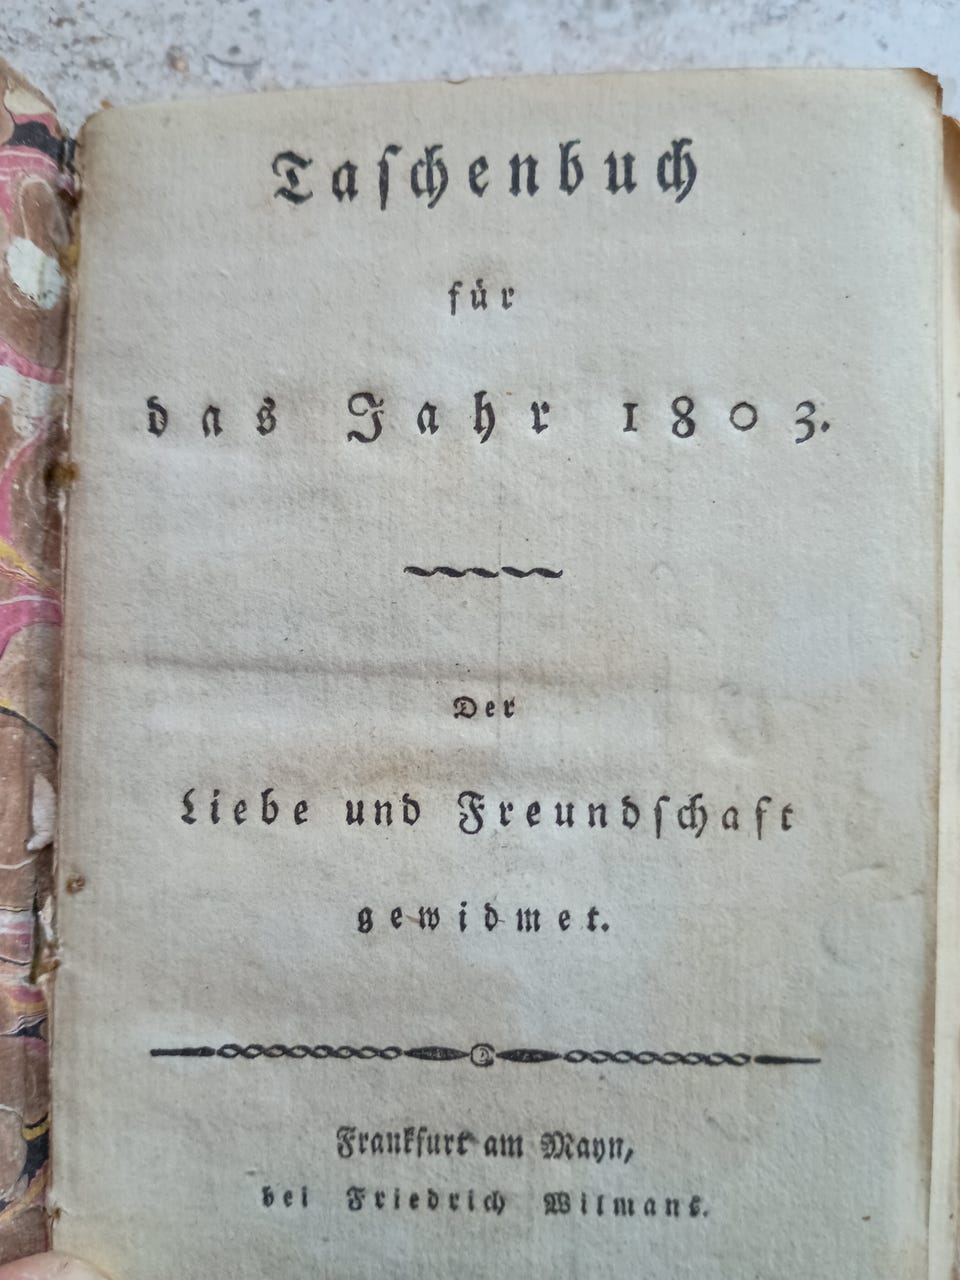 Taschenbuch
für
das Jahr 1803.
Der
Liebe und Freundschaft
gewidmet.
Frankfurt am Mayn,
bei Friedrich Wilmans.